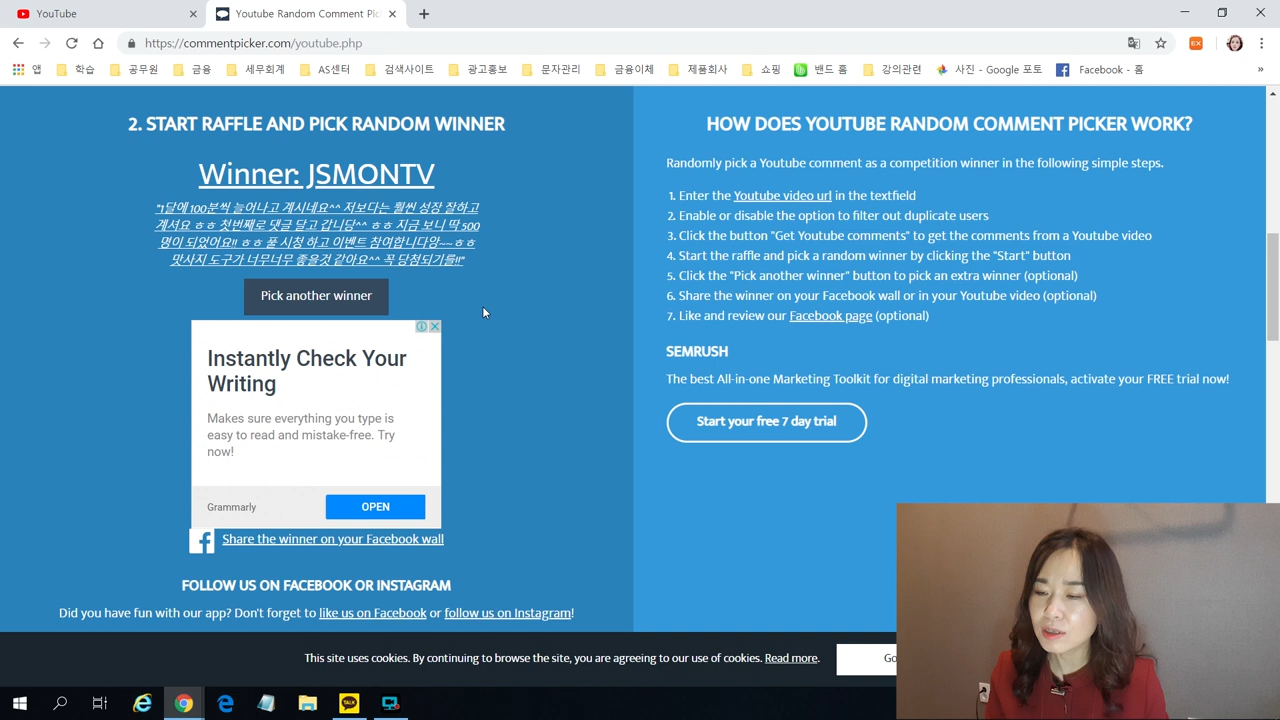 YouTube
Youtube Random Comment Pic
https://commentpicker.com/youtube.php
앱 학습 공무원 금융 세무회계 AS센터 검색사이트 광고홍보 문자관리 금융이체 제품회사 쇼핑 밴드 홈 강의관련 사진 - Google 포토 Facebook - 홈 »
EX
2. START RAFFLE AND PICK RANDOM WINNER
Winner: JSMONTV
"1달에 100분씩 늘어나고 계시네요^^ 저보다는 훨씬 성장 잘하고
계셔요 ㅎㅎ 첫번째로 댓글 달고 갑니당^^ ㅎㅎ 지금 보니 딱 500
명이 되었어요!! ㅎㅎ 풀 시청 하고 이벤트 참여합니다앙~~ㅎㅎ
맛사지 도구가 너무너무 좋을것 같아요^^ 꼭 당첨되기를!!"
Pick another winner
Instantly Check Your
Writing
Makes sure everything you type is
easy to read and mistake-free. Try
now!
Grammarly
OPEN
Share the winner on your Facebook wall
FOLLOW US ON FACEBOOK OR INSTAGRAM
Did you have fun with our app? Don't forget to like us on Facebook or follow us on Instagram!
HOW DOES YOUTUBE RANDOM COMMENT PICKER WORK?
Randomly pick a Youtube comment as a competition winner in the following simple steps.
1. Enter the Youtube video url in the textfield
2. Enable or disable the option to filter out duplicate users
3. Click the button "Get Youtube comments" to get the comments from a Youtube video
4. Start the raffle and pick a random winner by clicking the "Start" button
5. Click the "Pick another winner" button to pick an extra winner (optional)
6. Share the winner on your Facebook wall or in your Youtube video (optional)
7. Like and review our Facebook page (optional)
SEMRUSH
The best All-in-one Marketing Toolkit for digital marketing professionals, activate your FREE trial now!
Start your free 7 day trial
This site uses cookies. By continuing to browse the site, you are agreeing to our use of cookies. Read more.
Go
TALK